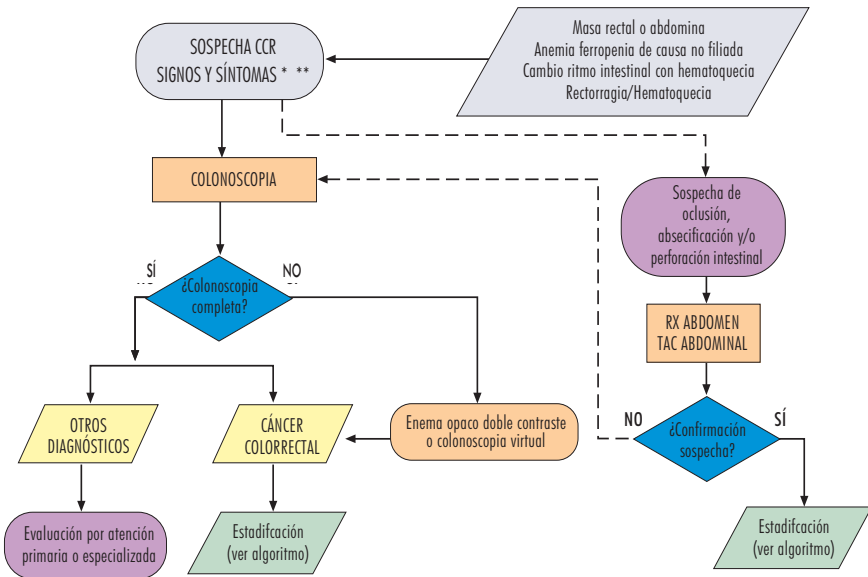 SOSPECHA CCR
SIGNOS Y SÍNTOMAS * **
Masa rectal o abdomina
Anemia ferropenia de causa no filiada
Cambio ritmo intestinal con hematoquecia
Rectorragia/Hematoquecia
COLONOSCOPIA
Sospecha de
oclusión,
absecificación y/o
perforación intestinal
SÍ
NO
¿Colonoscopia
completa?
RX ABDOMEN
TAC ABDOMINAL
OTROS
DIAGNÓSTICOS
CÁNCER
COLORRECTAL
Enema opaco doble contraste
o colonoscopia virtual
NO
SÍ
¿Confirmación
sospecha?
Evaluación por atención
primaria o especializada
Estadifcación
(ver algoritmo)
Estadifcación
(ver algoritmo)